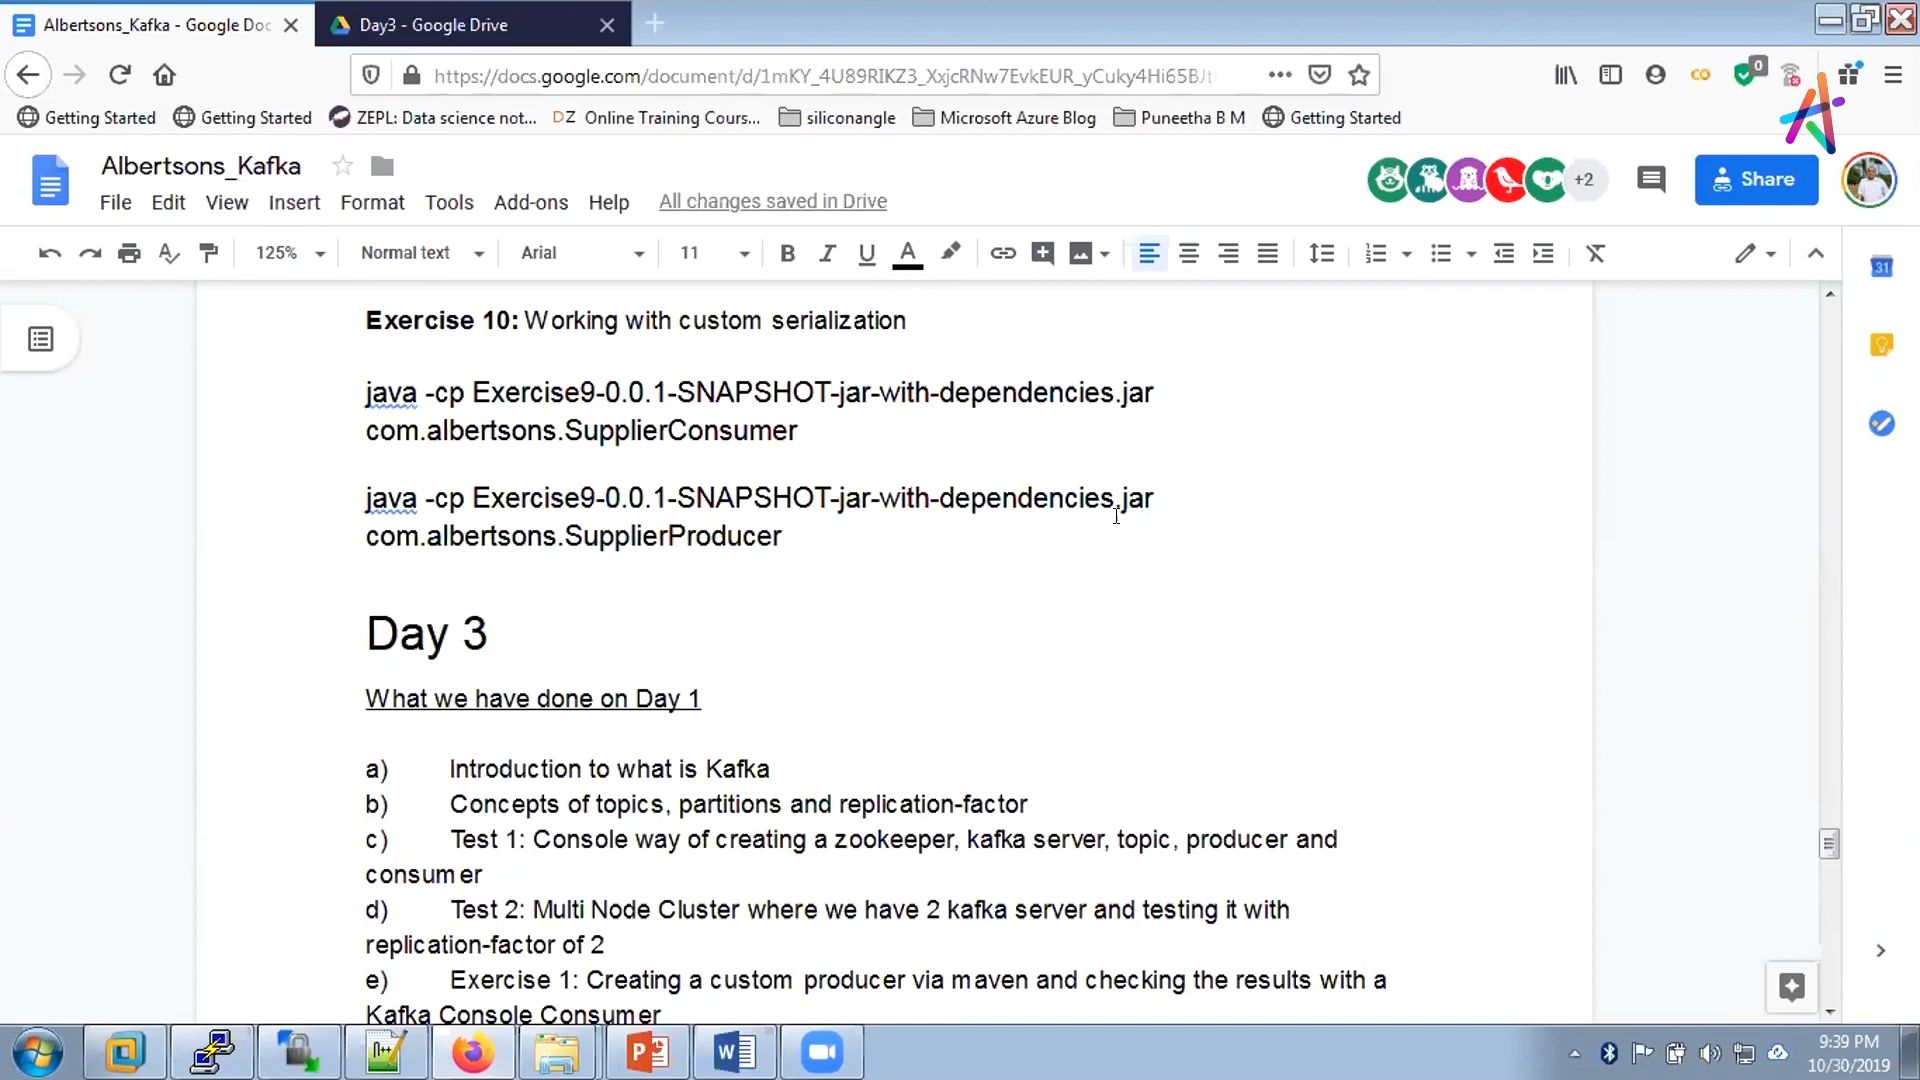 Albertsons_Kafka - Google Doc
Day3 - Google Drive
https://docs.google.com/document/d/1mKY_4U89RIKZ3_XxjcRNw7EvkEUR_yCuky4Hi65BJt
0
Getting Started
Getting Started
ZEPL: Data science not...
DZ Online Training Cours...
siliconangle
Microsoft Azure Blog
Puneetha B M
Getting Started
Albertsons_Kafka
File Edit View Insert Format Tools Add-ons Help All changes saved in Drive
+2
Share
125% Normal text Arial 11 B I U A
31
Exercise 10: Working with custom serialization
java -cp Exercise9-0.0.1-SNAPSHOT-jar-with-dependencies.jar
com.albertsons.SupplierConsumer
java -cp Exercise9-0.0.1-SNAPSHOT-jar-with-dependencies.jar
com.albertsons.SupplierProducer
Day 3
What we have done on Day 1
a) Introduction to what is Kafka
b) Concepts of topics, partitions and replication-factor
c) Test 1: Console way of creating a zookeeper, kafka server, topic, producer and
consumer
d) Test 2: Multi Node Cluster where we have 2 kafka server and testing it with
replication-factor of 2
e) Exercise 1: Creating a custom producer via maven and checking the results with a
Kafka Console Consumer
9:39 PM
10/30/2019